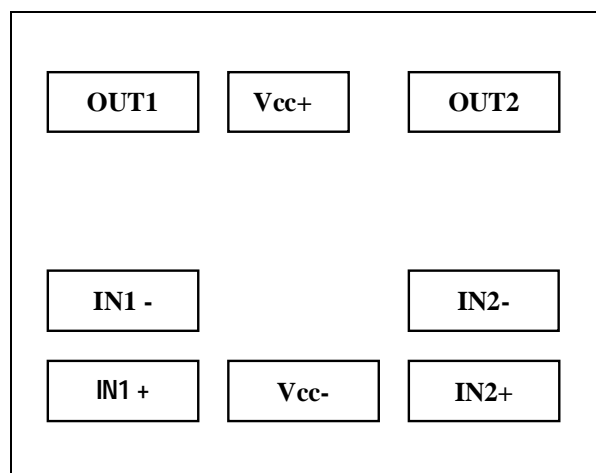 OUT1 Vcc+ OUT2
IN1 - IN2-
IN1 + Vcc- IN2+